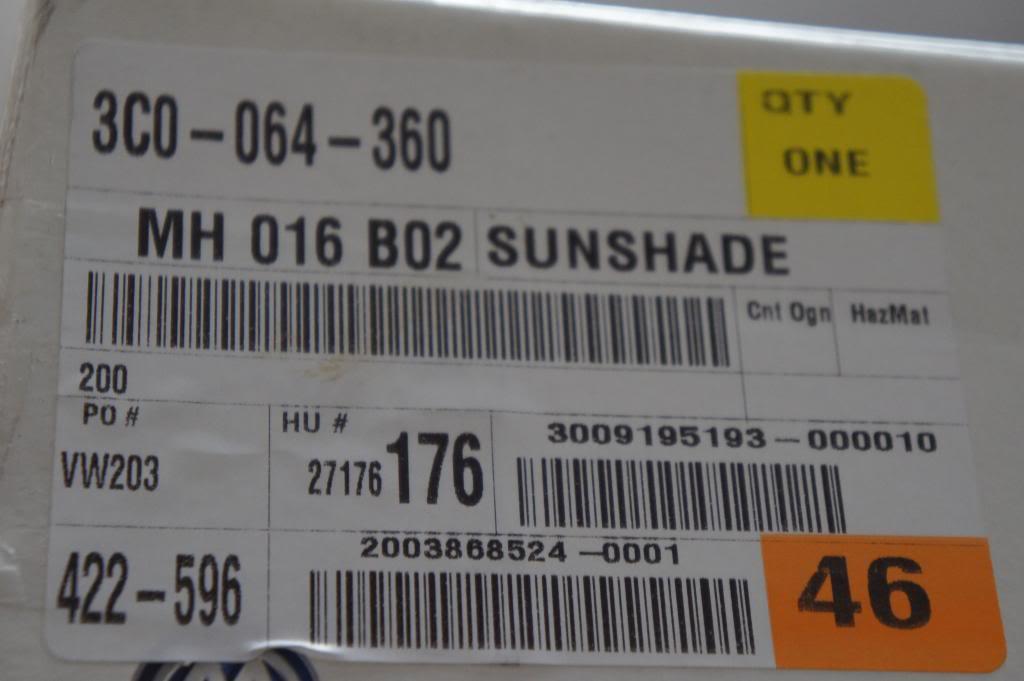 3C0-064-360
QTY
ONE
MH 016 B02 SUNSHADE
Cnt Ogn HazMat
200
PO #
VW203
HU #
27176 176
3009195193-000010
422-596
2003868524-0001
46